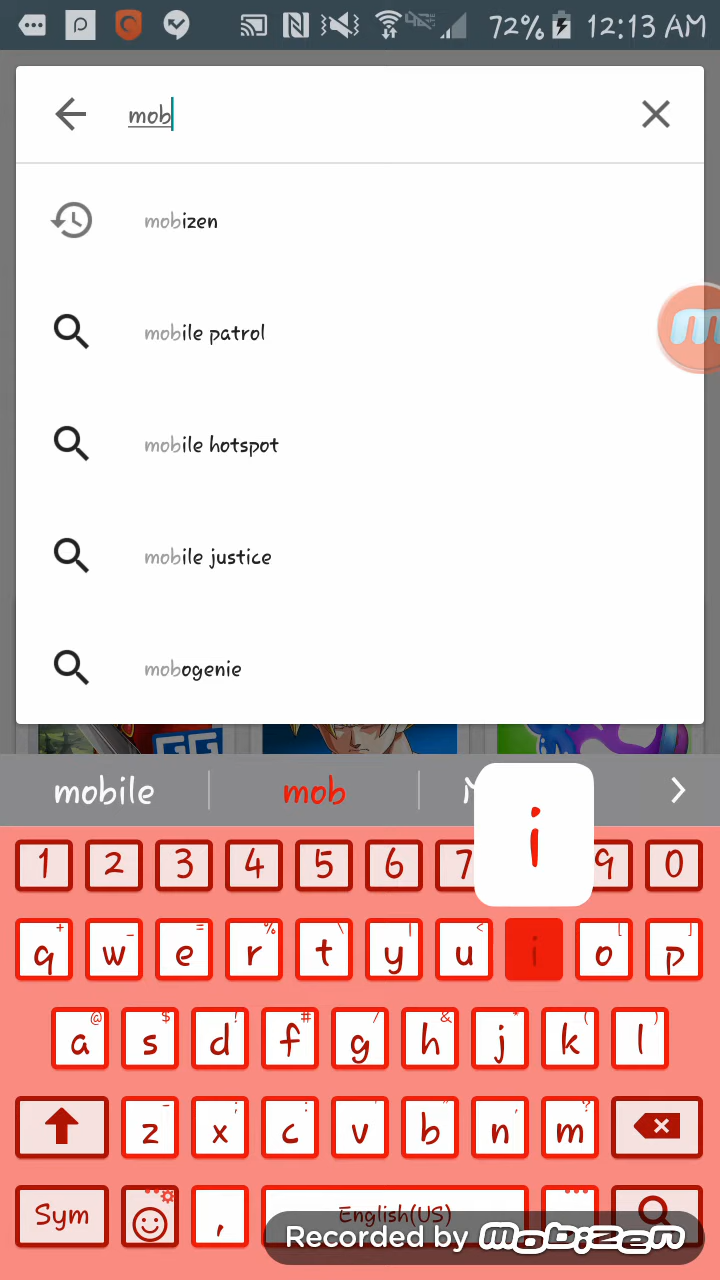 72% 12:13 AM
mob
mobizen
mobile patrol
mobile hotspot
mobile justice
mobogenie
GG
mobile mob
i
1 2 3 4 5 6 7 9 0
+ - = % \ | < [ ]
q w e r t y u i o p
@ $ ! # / & * ( )
a s d f g h j k l
- ; : ' " , ?
z x c v b n m
Sym , English(US)
Recorded by mobizen